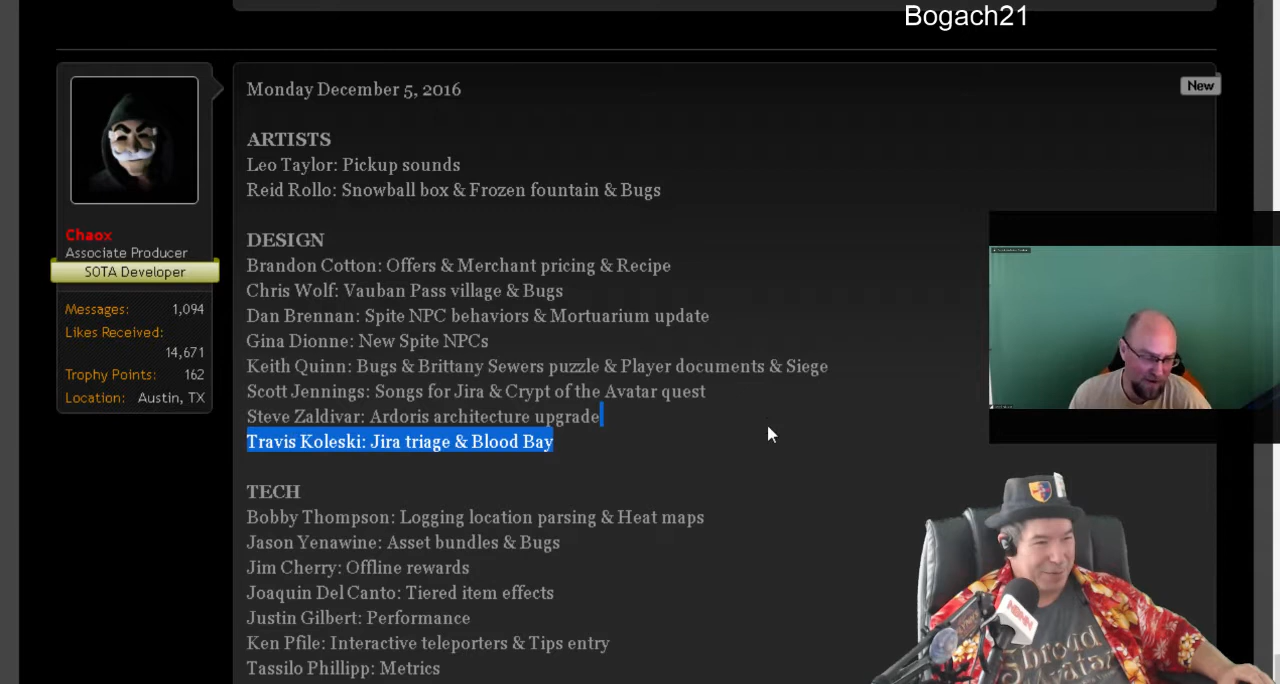 Bogach21
Monday December 5, 2016
New
ARTISTS
Leo Taylor: Pickup sounds
Reid Rollo: Snowball box & Frozen fountain & Bugs
Chaox
Associate Producer
SOTA Developer
Messages: 1,094
Likes Received:
14,671
Trophy Points: 162
Location: Austin, TX
DESIGN
Brandon Cotton: Offers & Merchant pricing & Recipe
Chris Wolf: Vauban Pass village & Bugs
Dan Brennan: Spite NPC behaviors & Mortuarium update
Gina Dionne: New Spite NPCs
Keith Quinn: Bugs & Brittany Sewers puzzle & Player documents & Siege
Scott Jennings: Songs for Jira & Crypt of the Avatar quest
Steve Zaldivar: Ardoris architecture upgrade
Travis Koleski: Jira triage & Blood Bay
TECH
Bobby Thompson: Logging location parsing & Heat maps
Jason Yenawine: Asset bundles & Bugs
Jim Cherry: Offline rewards
Joaquin Del Canto: Tiered item effects
Justin Gilbert: Performance
Ken Pfile: Interactive teleporters & Tips entry
Tassilo Phillipp: Metrics
Shroud
Avatar